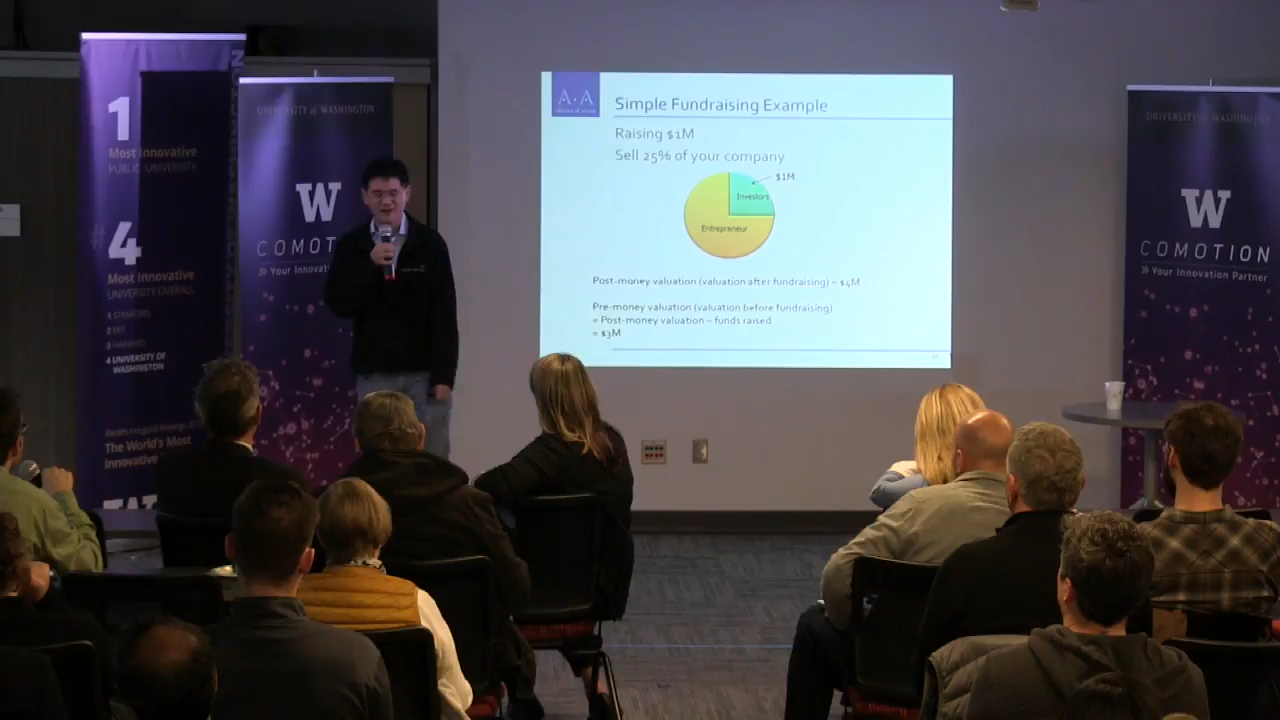 1
Most Innovative
PUBLIC UNIVERSITY
#4
Most Innovative
UNIVERSITY OVERALL
1 STANFORD
2 MIT
3 HARVARD
4 UNIVERSITY OF
WASHINGTON
The World's Most
Innovative
UNIVERSITY of WASHINGTON
W
COMOT
» Your Innovati
A·A
Simple Fundraising Example
Raising $1M
Sell 25% of your company
$1M
Investors
Entrepreneur
Post-money valuation (valuation after fundraising) = $4M
Pre-money valuation (valuation before fundraising)
= Post-money valuation – funds raised
= $3M
UNIVERSITY of WASHINGTON
W
COMOTION
» Your Innovation Partner